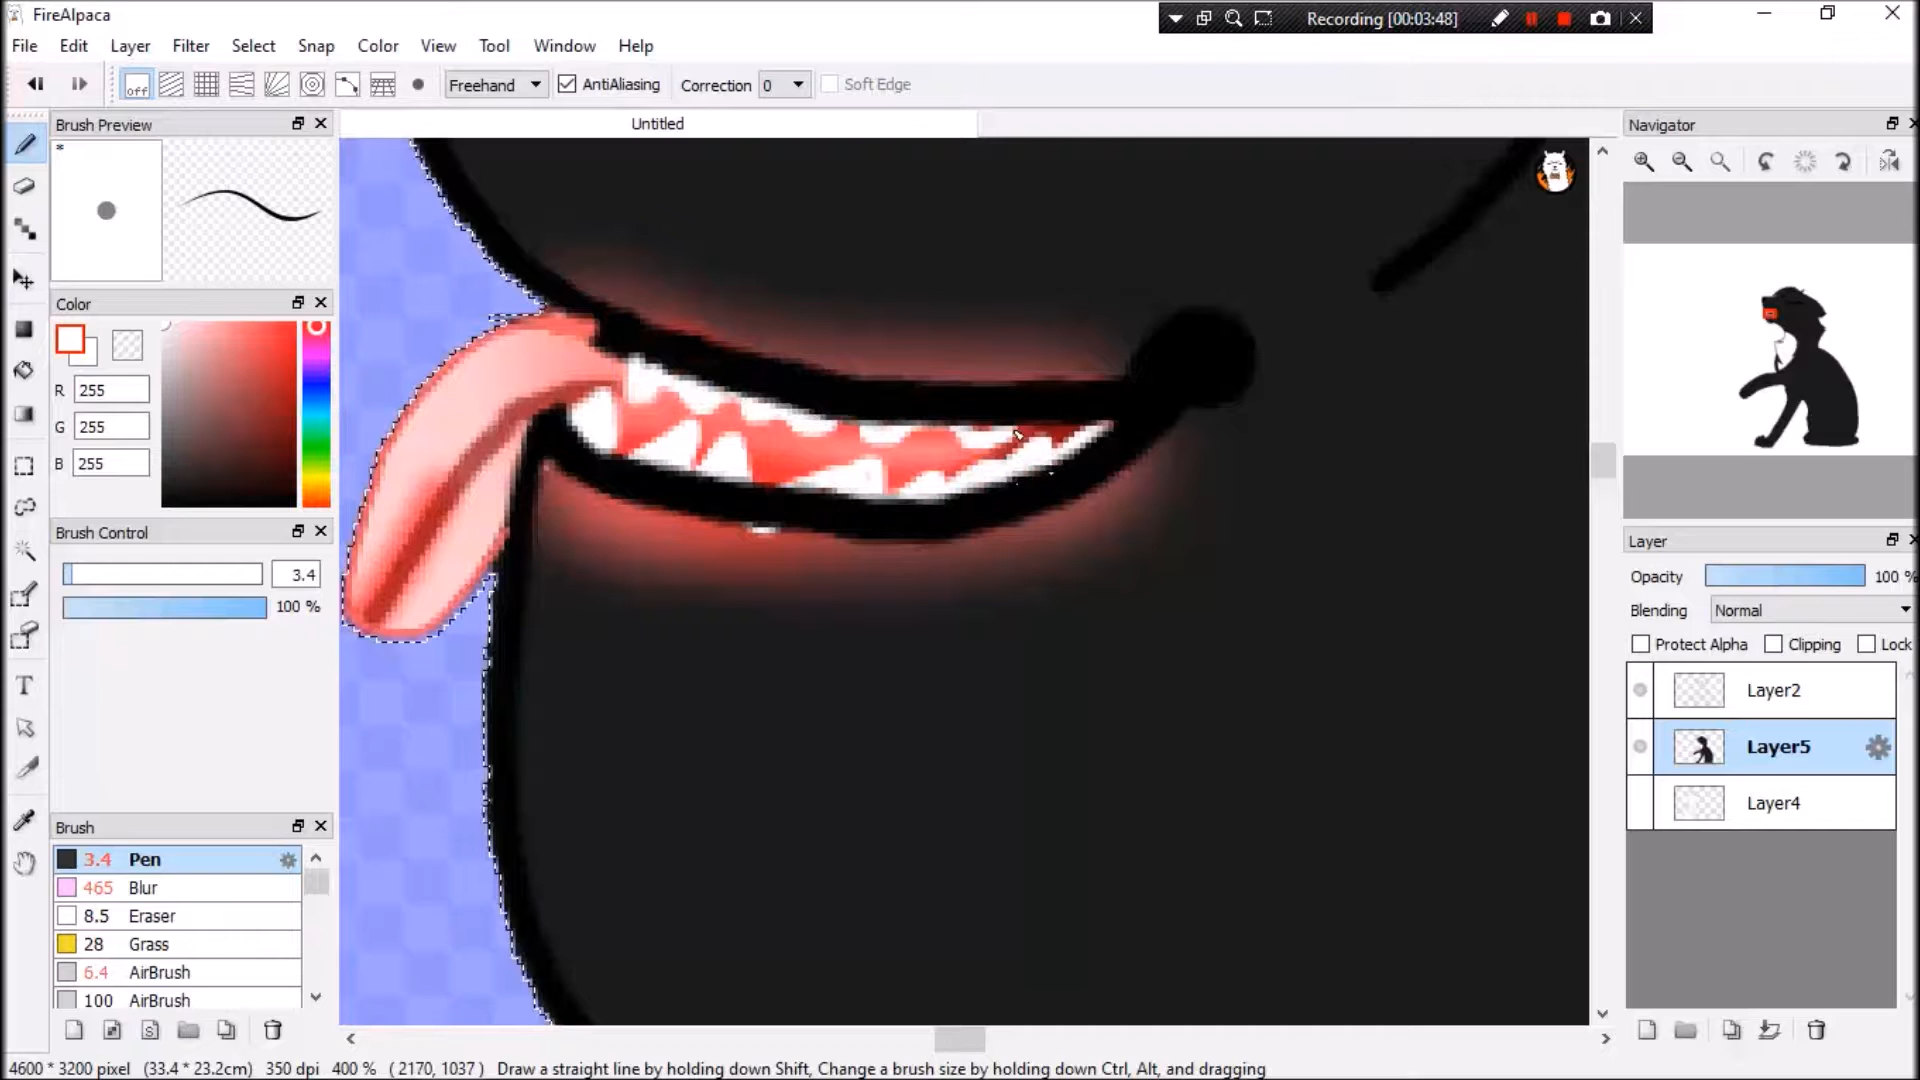 FireAlpaca
Recording [00:03:48]
File Edit Layer Filter Select Snap Color View Tool Window Help
off Freehand AntiAliasing Correction 0 Soft Edge
Brush Preview
Untitled
Navigator
*
Color
R 255
G 255
B 255
Brush Control
3.4
100 %
Layer
Opacity 100 %
Blending Normal
Protect Alpha Clipping Lock
Layer2
Layer5
Layer4
Brush
3.4 Pen
465 Blur
8.5 Eraser
28 Grass
6.4 AirBrush
100 AirBrush
4600 * 3200 pixel (33.4 * 23.2cm) 350 dpi 400 % ( 2170, 1037 ) Draw a straight line by holding down Shift, Change a brush size by holding down Ctrl, Alt, and dragging